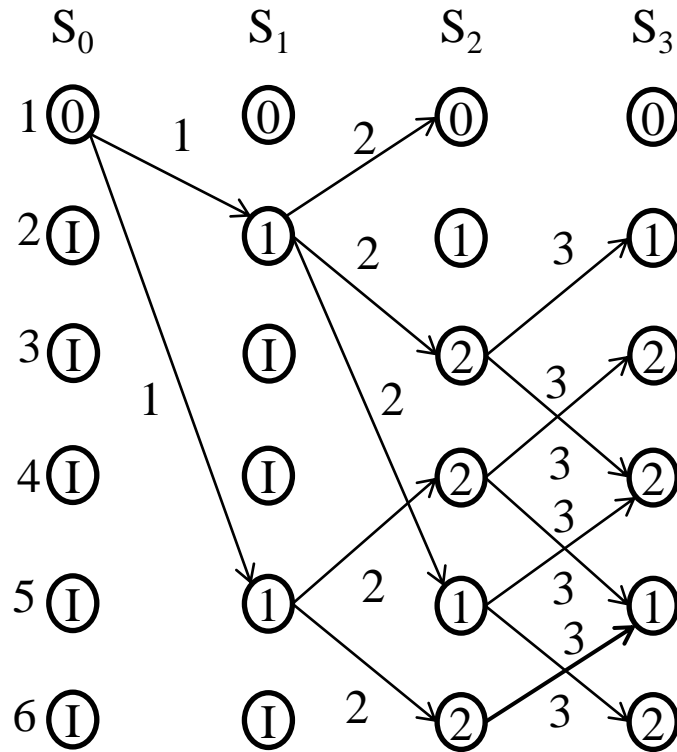 S0 S1 S2 S3
1 0 1 0 2 0 0
2 I 1 2 1 3 1
3 I I 2 3 2
1 2
4 I I 2 3 2
3
5 I 1 2 1 3 1
3
6 I I 2 2 3 2